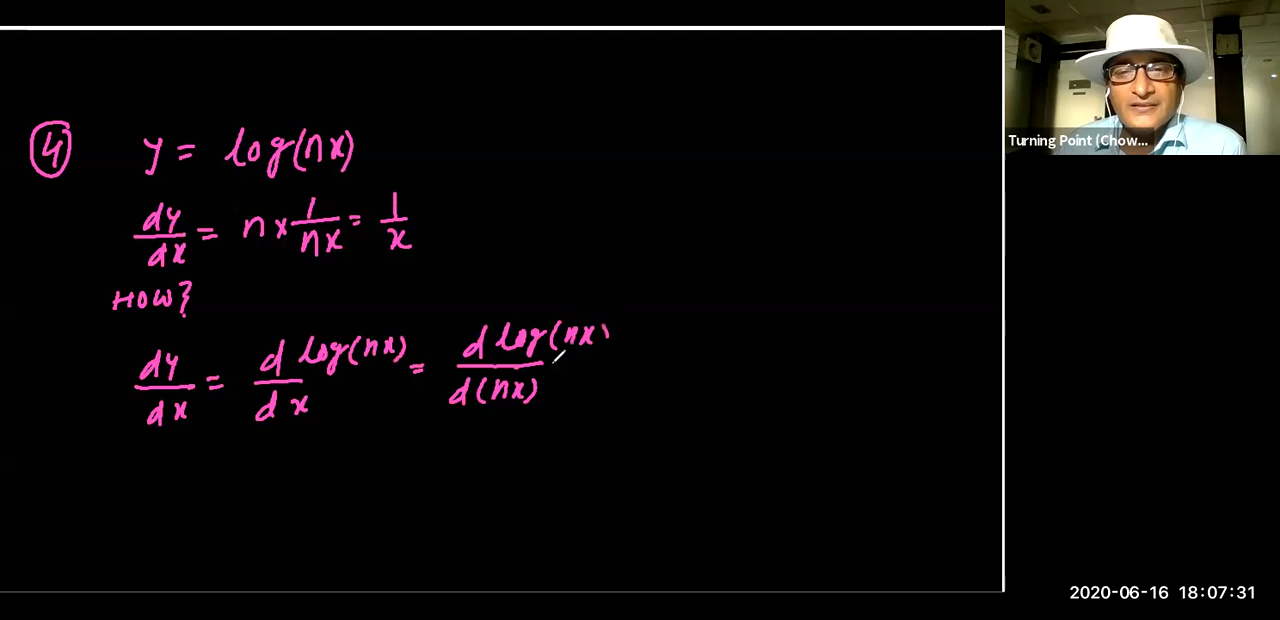 ④ y = log(nx)
dy/dx = n × 1/nx = 1/x
HOW?
dy/dx = d/dx log(nx) = d log(nx)/d(nx)
Turning Point (Chow...
2020-06-16 18:07:31